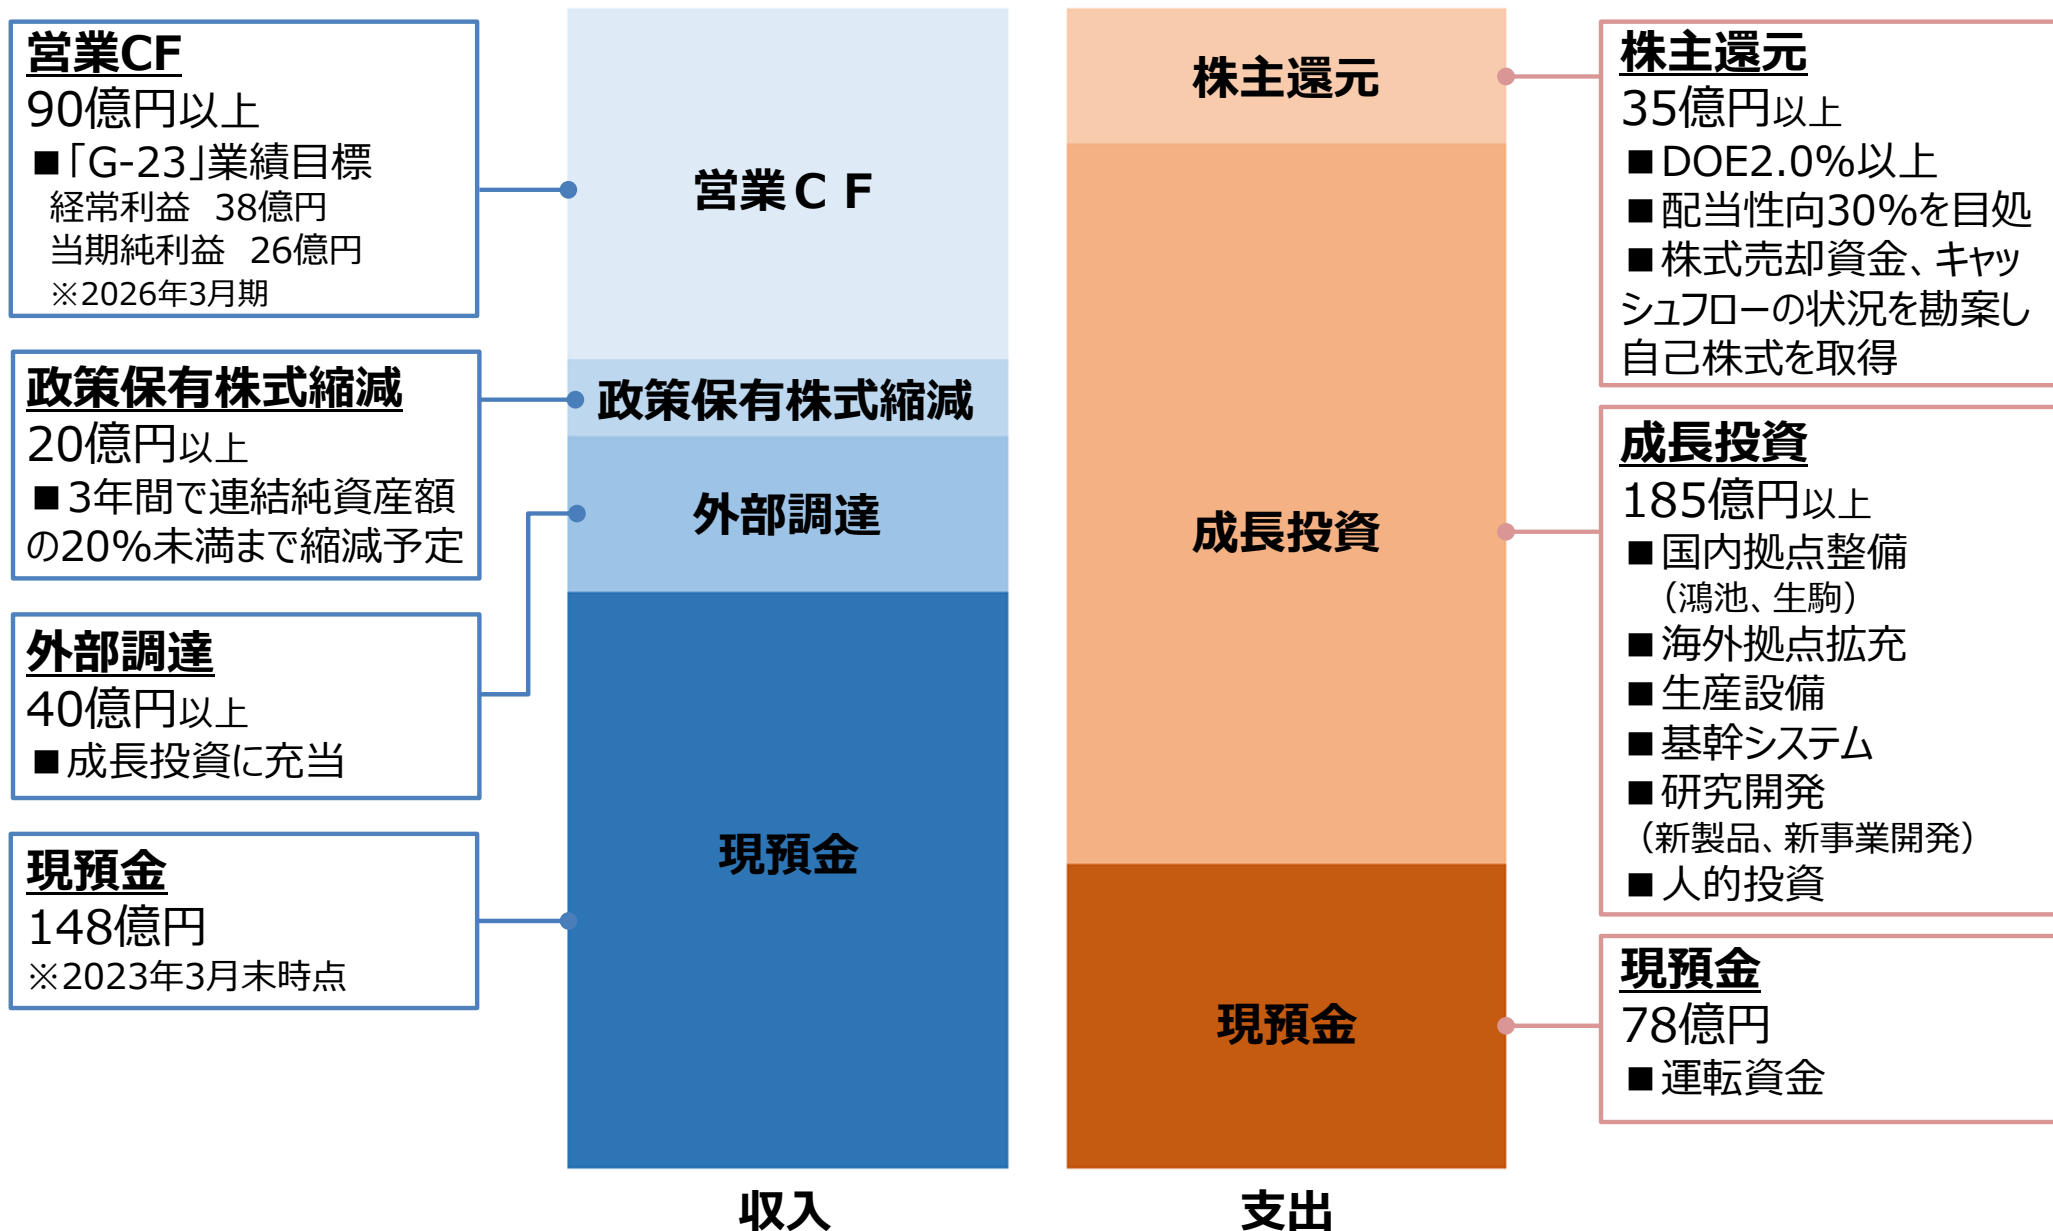 営業CF
90億円以上
■「G-23」業績目標
経常利益 38億円
当期純利益 26億円
※2026年3月期
政策保有株式縮減
20億円以上
■3年間で連結純資産額
の20%未満まで縮減予定
外部調達
40億円以上
■成長投資に充当
現預金
148億円
※2023年3月末時点
営業ＣＦ
政策保有株式縮減
外部調達
現預金
収入
株主還元
成長投資
現預金
支出
株主還元
35億円以上
■DOE2.0%以上
■配当性向30%を目処
■株式売却資金、キャッ
シュフローの状況を勘案し
自己株式を取得
成長投資
185億円以上
■国内拠点整備
（鴻池、生駒）
■海外拠点拡充
■生産設備
■基幹システム
■研究開発
（新製品、新事業開発）
■人的投資
現預金
78億円
■運転資金